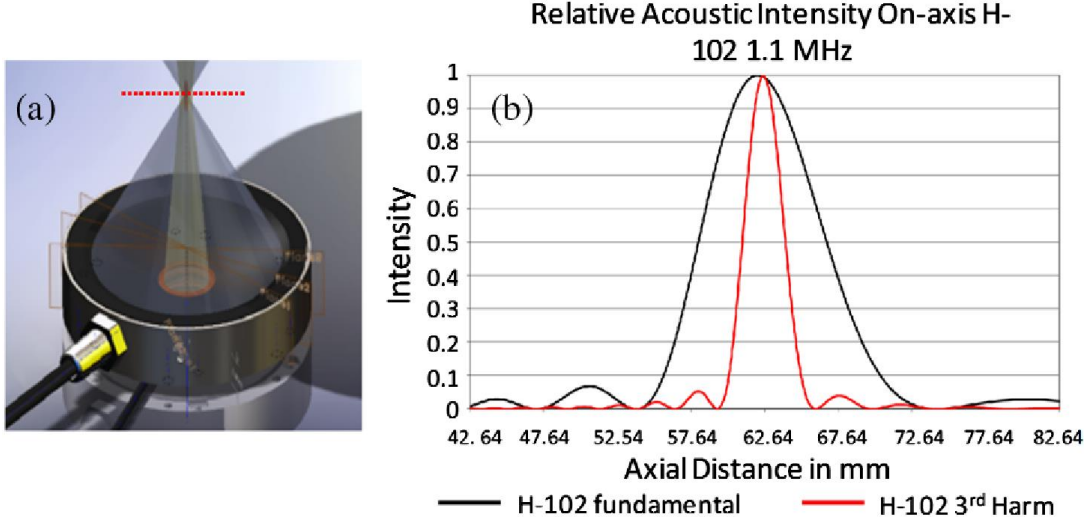 Relative Acoustic Intensity On-axis H-
102 1.1 MHz
(a)
(b)
Intensity
1
0.9
0.8
0.7
0.6
0.5
0.4
0.3
0.2
0.1
0
42.64 47.64 52.54 57.64 62.64 67.64 72.64 77.64 82.64
Axial Distance in mm
H-102 fundamental H-102 3rd Harm